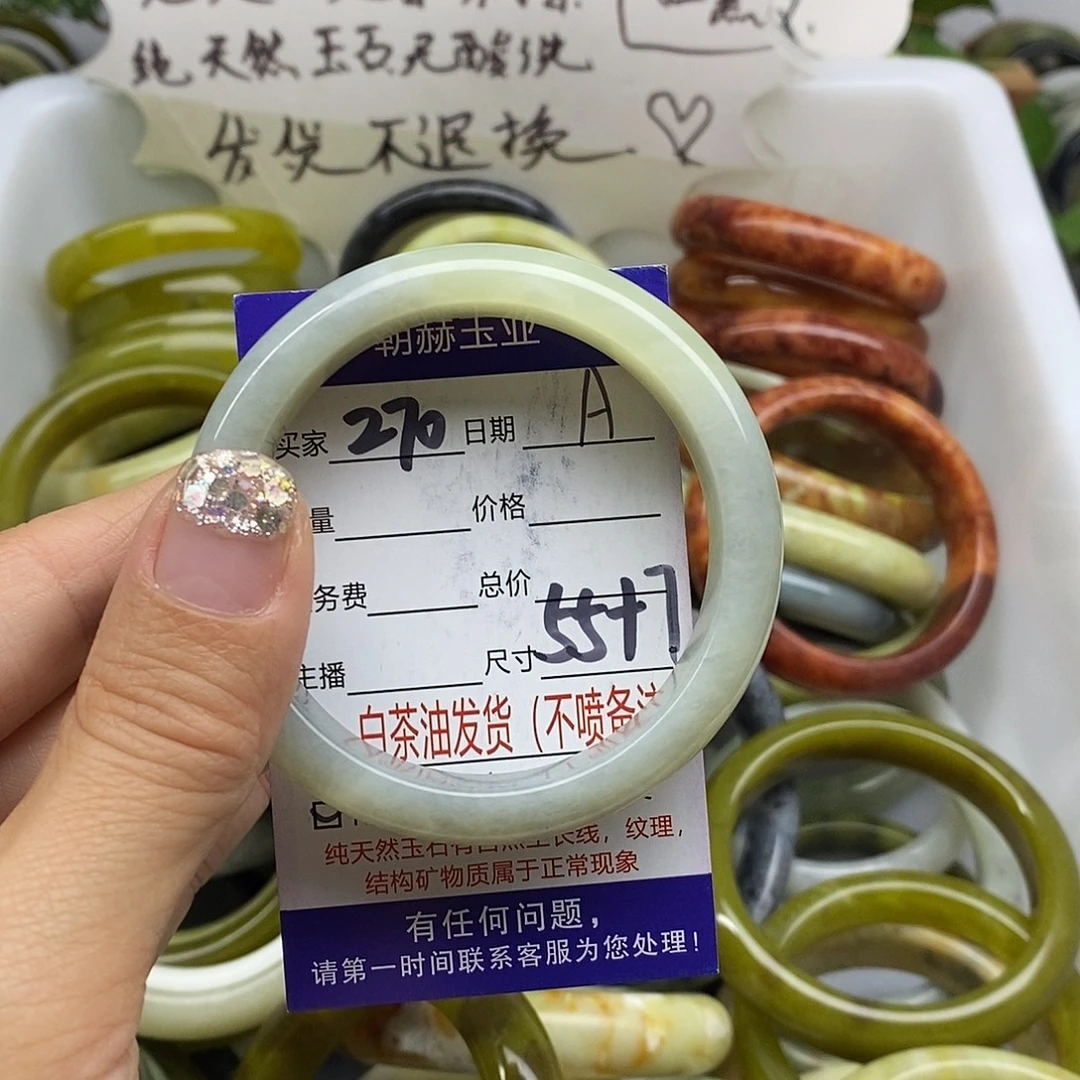 纯天然玉石无酸洗
发货不退换
朝赫玉业
买家 270 日期 A
量 价格
务费 总价
主播 尺寸 55+7
白茶油发货（不喷备注
纯天然玉石有自然生长线，纹理，
结构矿物质属于正常现象
有任何问题，
请第一时间联系客服为您处理！